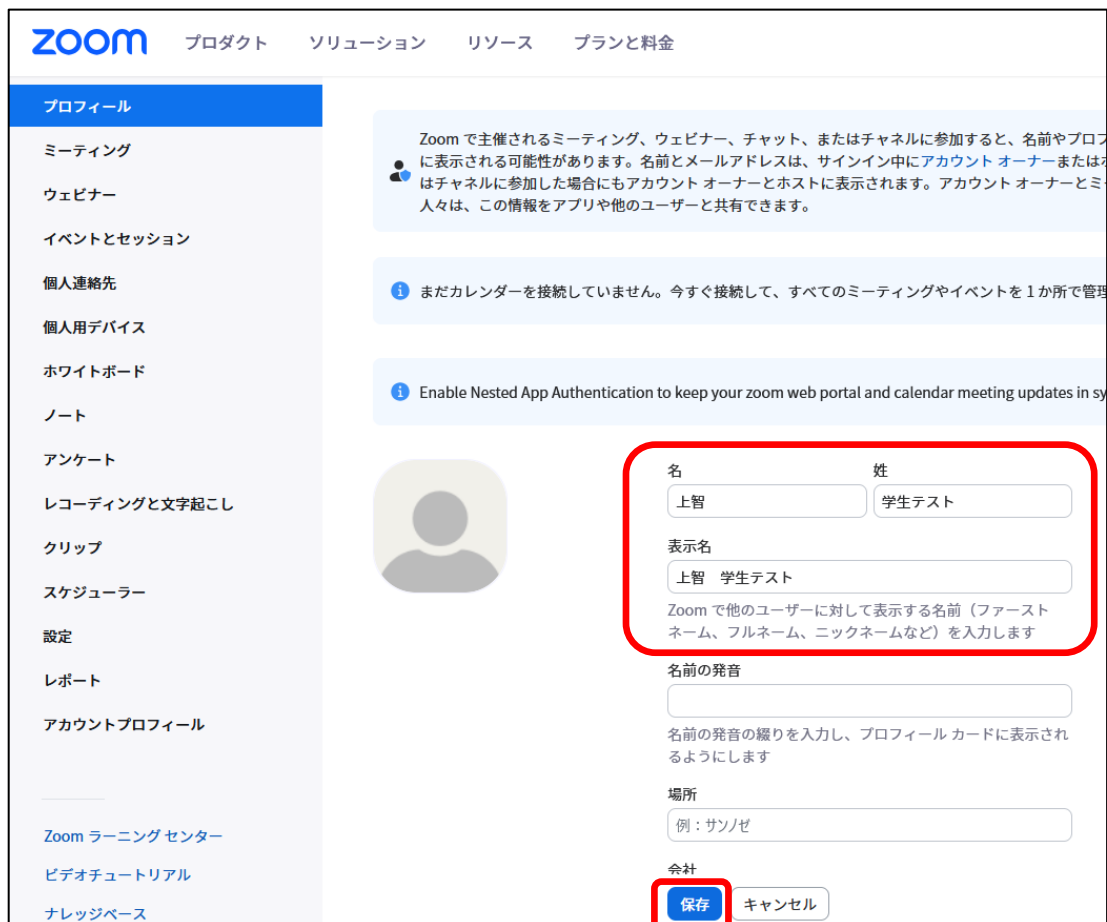 zoom プロダクト ソリューション リソース プランと料金
プロフィール
ミーティング
ウェビナー
イベントとセッション
個人連絡先
個人用デバイス
ホワイトボード
ノート
アンケート
レコーディングと文字起こし
クリップ
スケジューラー
設定
レポート
アカウントプロフィール
Zoom ラーニング センター
ビデオチュートリアル
ナレッジベース
Zoom で主催されるミーティング、ウェビナー、チャット、またはチャネルに参加すると、名前やプロフ
に表示される可能性があります。名前とメールアドレスは、サインイン中にアカウント オーナーまたはホ
はチャネルに参加した場合にもアカウント オーナーとホストに表示されます。アカウント オーナーとミー
人々は、この情報をアプリや他のユーザーと共有できます。
まだカレンダーを接続していません。今すぐ接続して、すべてのミーティングやイベントを 1 か所で管理
Enable Nested App Authentication to keep your zoom web portal and calendar meeting updates in sy
名 姓
上智 学生テスト
表示名
上智　学生テスト
Zoom で他のユーザーに対して表示する名前（ファースト
ネーム、フルネーム、ニックネームなど）を入力します
名前の発音
名前の発音の綴りを入力し、プロフィール カードに表示され
るようにします
場所
例：サンノゼ
会社
保存 キャンセル